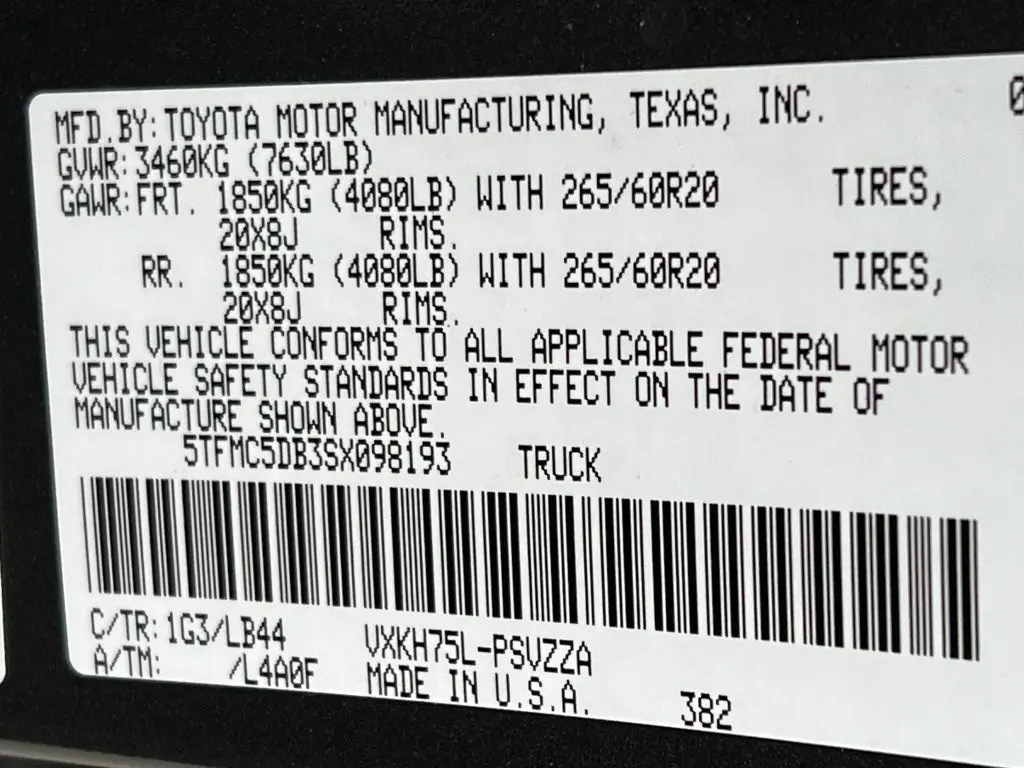 MFD.BY: TOYOTA MOTOR MANUFACTURING, TEXAS, INC.
GVWR: 3460KG (7630LB)
GAWR: FRT. 1850KG (4080LB) WITH 265/60R20 TIRES,
20X8J RIMS.
RR. 1850KG (4080LB) WITH 265/60R20 TIRES,
20X8J RIMS.
THIS VEHICLE CONFORMS TO ALL APPLICABLE FEDERAL MOTOR
VEHICLE SAFETY STANDARDS IN EFFECT ON THE DATE OF
MANUFACTURE SHOWN ABOVE.
5TFMC5DB3SX098193 TRUCK
C/TR: 1G3/LB44 VXKH75L-PSVZZA
A/TM: /L4A0F MADE IN U.S.A. 382